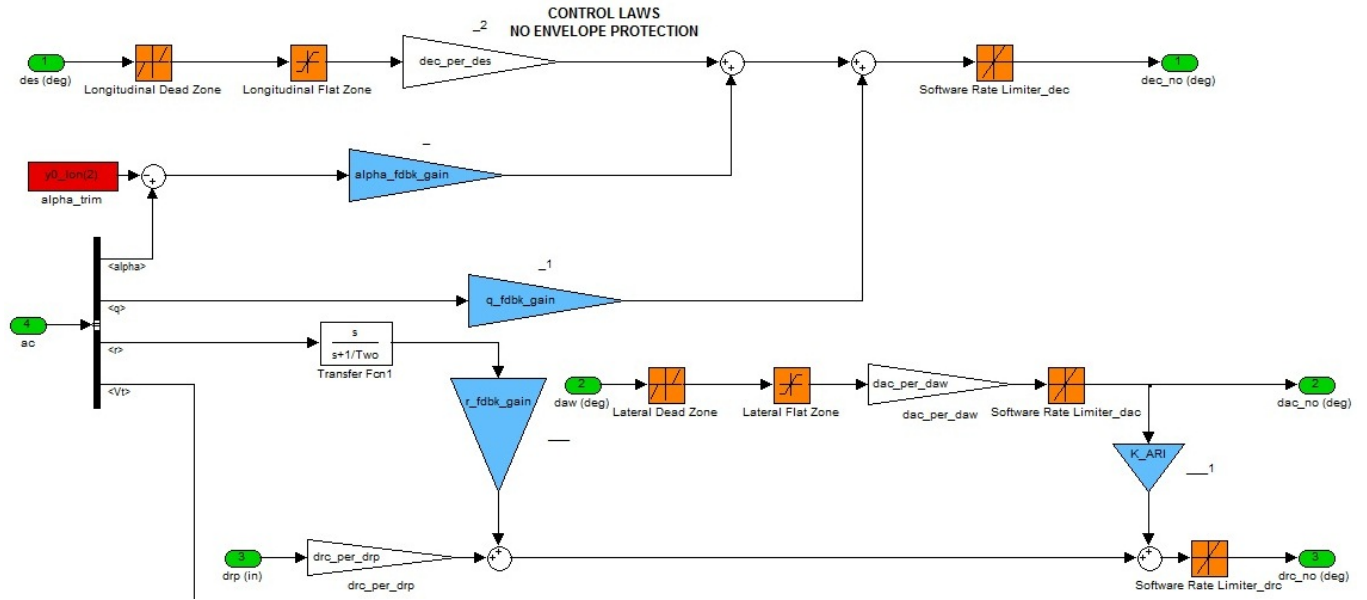 CONTROL LAWS
NO ENVELOPE PROTECTION
_2
1
des (deg)
Longitudinal Dead Zone
Longitudinal Flat Zone
dec_per_des
Software Rate Limiter_dec
1
dec_no (deg)
y0_lon(2)
alpha_trim
_
alpha_fdbk_gain
<alpha>
_1
q_fdbk_gain
<q>
4
ac
<r>
s
s+1/Two
Transfer Fcn1
<Vt>
r_fdbk_gain
2
daw (deg)
Lateral Dead Zone
Lateral Flat Zone
dac_per_daw
dac_per_daw
Software Rate Limiter_dac
2
dac_no (deg)
___
K_ARI
___1
3
drp (in)
drc_per_drp
drc_per_drp
Software Rate Limiter_drc
3
drc_no (deg)